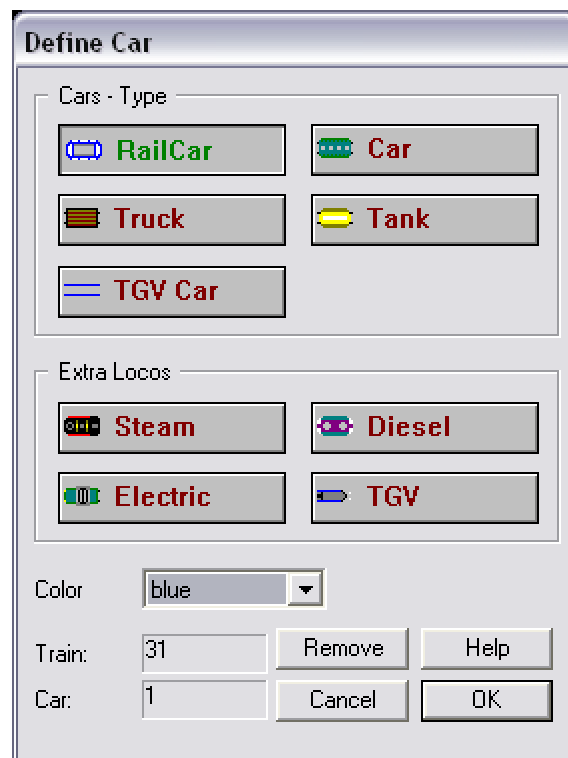 Define Car
Cars - Type
RailCar Car
Truck Tank
TGV Car
Extra Locos
Steam Diesel
Electric TGV
Color blue
Train: 31 Remove Help
Car: 1 Cancel OK